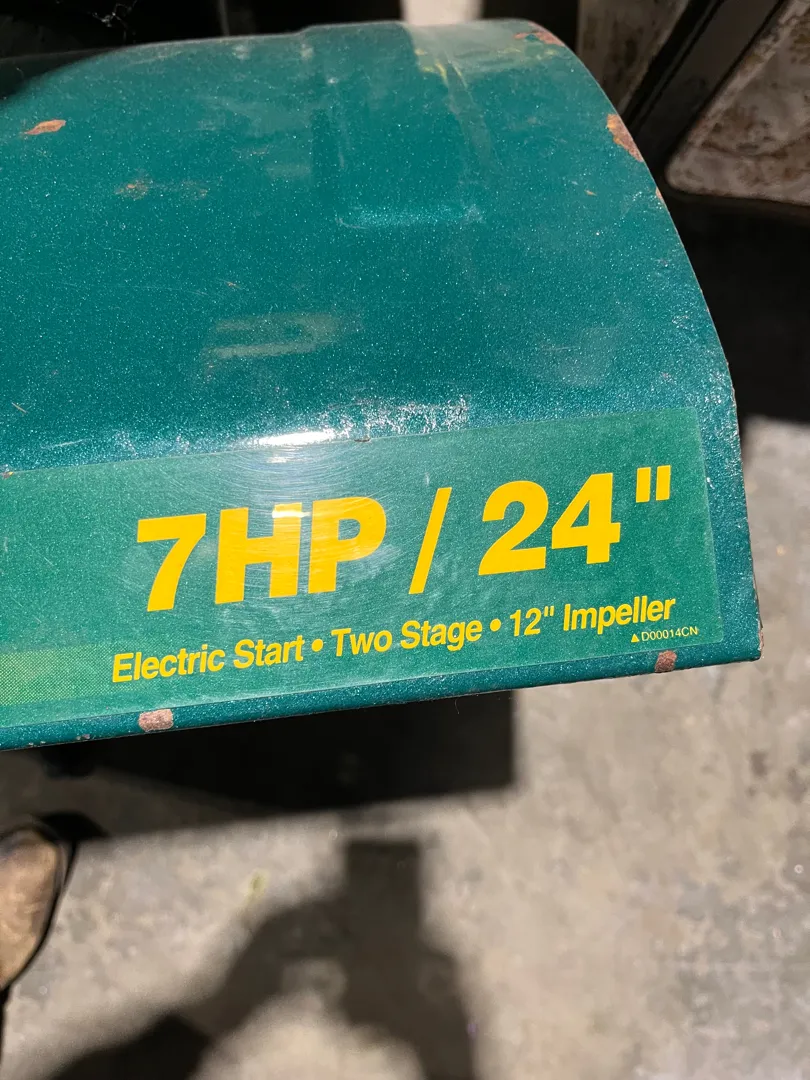 7HP / 24"
Electric Start • Two Stage • 12" Impeller
▲D00014CN